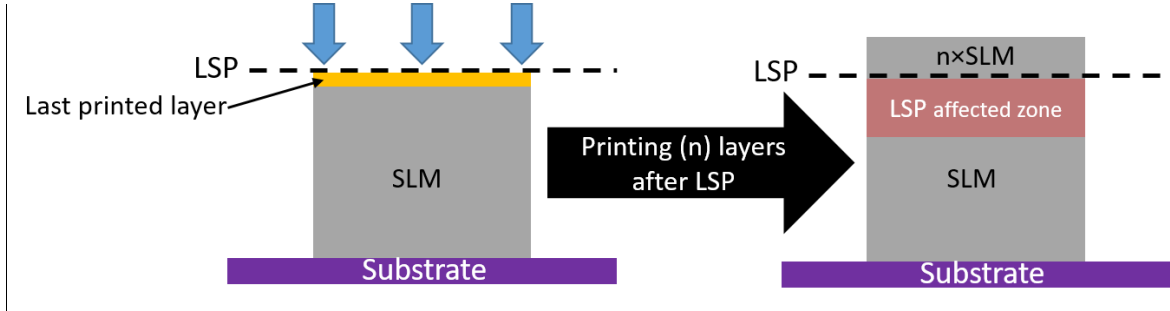 LSP
Last printed layer
SLM
Substrate
Printing (n) layers
after LSP
n×SLM
LSP
LSP affected zone
SLM
Substrate